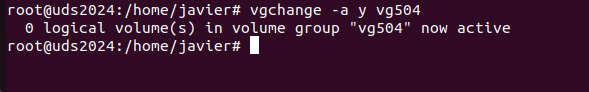 root@uds2024:/home/javier# vgchange -a y vg504
  0 logical volume(s) in volume group "vg504" now active
root@uds2024:/home/javier#